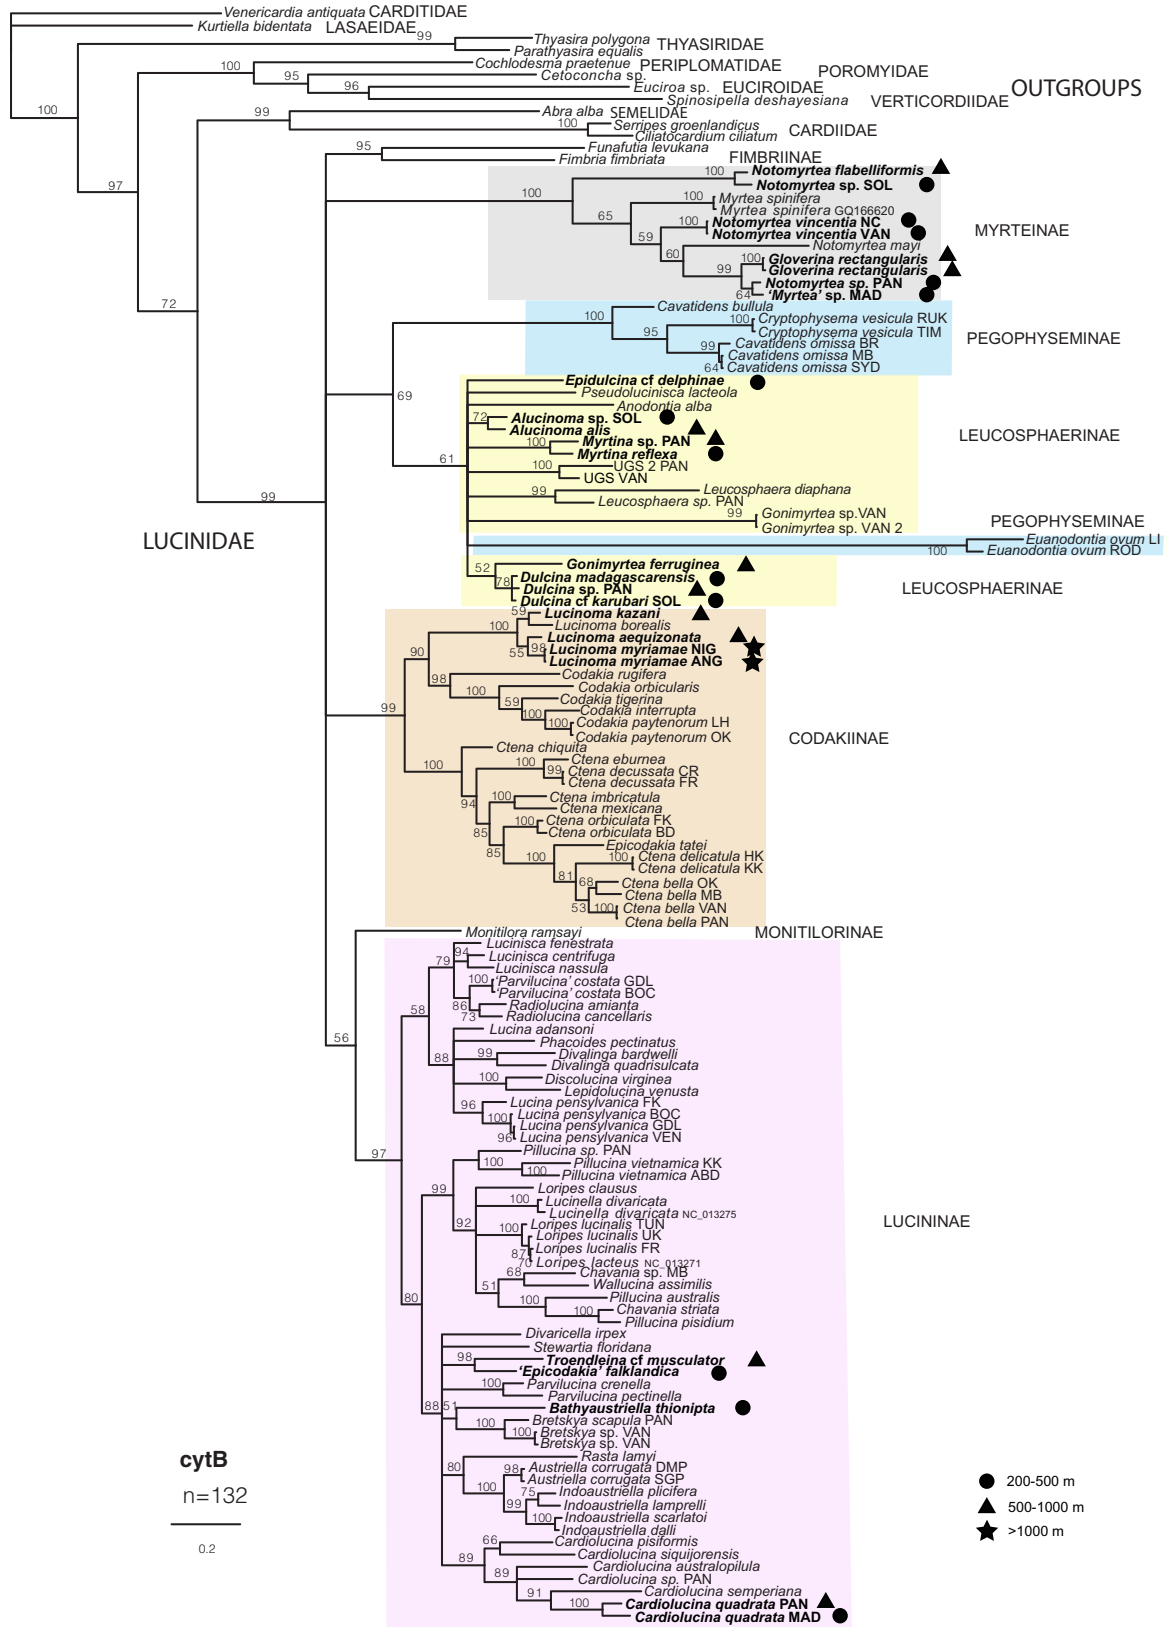 Venericardia antiquata CARDITIDAE
Kurtiella bidentata LASAEIDAE
99 Thyasira polygona THYASIRIDAE
Parathyasira equalis
Cochlodesma praetenue PERIPLOMATIDAE
100
95 Cetoconcha sp. POROMYIDAE
96 Euciroa sp. EUCIROIDAE OUTGROUPS
Spinosipella deshayesiana VERTICORDIIDAE
100
99 Abra alba SEMELIDAE
100 Serripes groenlandicus CARDIIDAE
Ciliatocardium ciliatum
95 Funafutia levukana
Fimbria fimbriata FIMBRIINAE
100 Notomyrtea flabelliformis
97
Notomyrtea sp. SOL
100
100 Myrtea spinifera
Myrtea spinifera GQ166620
65
100 Notomyrtea vincentia NC
Notomyrtea vincentia VAN MYRTEINAE
59
Notomyrtea mayi
60
100 Gloverina rectangularis
Gloverina rectangularis
99
Notomyrtea sp. PAN
64 'Myrtea' sp. MAD
72
Cavatidens bullula
100
100 Cryptophysema vesicula RUK
Cryptophysema vesicula TIM
95 PEGOPHYSEMINAE
99 Cavatidens omissa BR
Cavatidens omissa MB
64 Cavatidens omissa SYD
Epidulcina cf delphinae
69
Pseudolucinisca lacteola
Anodontia alba
72 Alucinoma sp. SOL
Alucinoma alis
100 Myrtina sp. PAN LEUCOSPHAERINAE
Myrtina reflexa
61
100 UGS 2 PAN
UGS VAN
99 Leucosphaera diaphana
Leucosphaera sp. PAN
99
99 Gonimyrtea sp.VAN
Gonimyrtea sp. VAN 2 PEGOPHYSEMINAE
LUCINIDAE
Euanodontia ovum LI
100 Euanodontia ovum ROD
52 Gonimyrtea ferruginea
78 Dulcina madagascarensis
Dulcina sp. PAN LEUCOSPHAERINAE
Dulcina cf karubari SOL
59 Lucinoma kazani
100 Lucinoma borealis
Lucinoma aequizonata
98 Lucinoma myriamae NIG
55
Lucinoma myriamae ANG
90
98 Codakia rugifera
100 Codakia orbicularis
59 Codakia tigerina
99
100 Codakia interrupta
100 Codakia paytenorum LH
Codakia paytenorum OK CODAKIINAE
Ctena chiquita
100
100 Ctena eburnea
99 Ctena decussata CR
Ctena decussata FR
94
100 Ctena imbricatula
Ctena mexicana
85
100 Ctena orbiculata FK
Ctena orbiculata BD
85
Epicodakia tatei
100
100 Ctena delicatula HK
Ctena delicatula KK
81
68 Ctena bella OK
Ctena bella MB
53 100 Ctena bella VAN
Ctena bella PAN
Monitilora ramsayi MONITILORINAE
Lucinisca fenestrata
94 Lucinisca centrifuga
79
Lucinisca nassula
100 'Parvilucina' costata GDL
'Parvilucina' costata BOC
86 Radiolucina amianta
73 Radiolucina cancellaris
58
Lucina adansoni
56
Phacoides pectinatus
99 Divalinga bardwelli
88
Divalinga quadrisulcata
100 Discolucina virginea
Lepidolucina venusta
96 Lucina pensylvanica FK
100 Lucina pensylvanica BOC
Lucina pensylvanica GDL
96 Lucina pensylvanica VEN
97
Pillucina sp. PAN
100 Pillucina vietnamica KK
100 Pillucina vietnamica ABD
99
Loripes clausus
100 Lucinella divaricata
Lucinella divaricata NC_013275
92 LUCININAE
100 Loripes lucinalis TUN
Loripes lucinalis UK
87 Loripes lucinalis FR
70 Loripes lacteus NC_013271
68 Chavania sp. MB
51 Wallucina assimilis
100 Pillucina australis
80
100 Chavania striata
Pillucina pisidium
Divaricella irpex
Stewartia floridana
98 Troendleina cf musculator
'Epicodakia' falklandica
100 Parvilucina crenella
Parvilucina pectinella
88 51 Bathyaustriella thionipta
100 Bretskya scapula PAN
100 Bretskya sp. VAN
Bretskya sp. VAN
Rasta lamyi
80
98 Austriella corrugata DMP
Austriella corrugata SGP
100
75 Indoaustriella plicifera
99 Indoaustriella lamprelli
100 Indoaustriella scarlatoi
Indoaustriella dalli
66 Cardiolucina pisiformis
Cardiolucina siquijorensis
89
Cardiolucina australopilula
89
Cardiolucina sp. PAN
91 Cardiolucina semperiana
100 Cardiolucina quadrata PAN
Cardiolucina quadrata MAD
cytB
n=132
0.2
200-500 m
500-1000 m
>1000 m